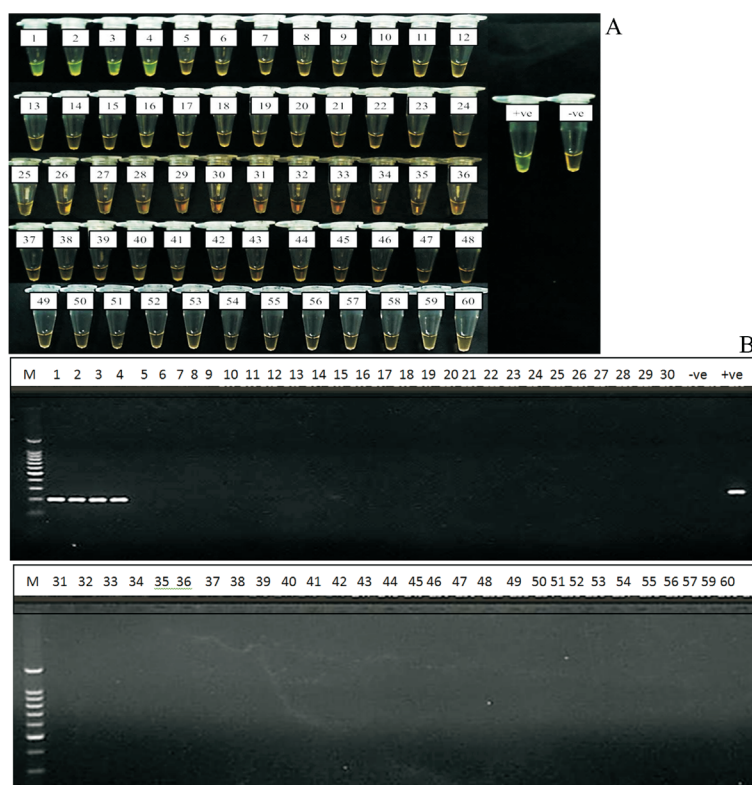 A
1 2 3 4 5 6 7 8 9 10 11 12
+ve -ve
13 14 15 16 17 18 19 20 21 22 23 24
25 26 27 28 29 30 31 32 33 34 35 36
37 38 39 40 41 42 43 44 45 46 47 48
49 50 51 52 53 54 55 56 57 58 59 60
B
M 1 2 3 4 5 6 7 8 9 10 11 12 13 14 15 16 17 18 19 20 21 22 23 24 25 26 27 28 29 30 -ve +ve
M 31 32 33 34 35 36 37 38 39 40 41 42 43 44 45 46 47 48 49 50 51 52 53 54 55 56 57 59 60